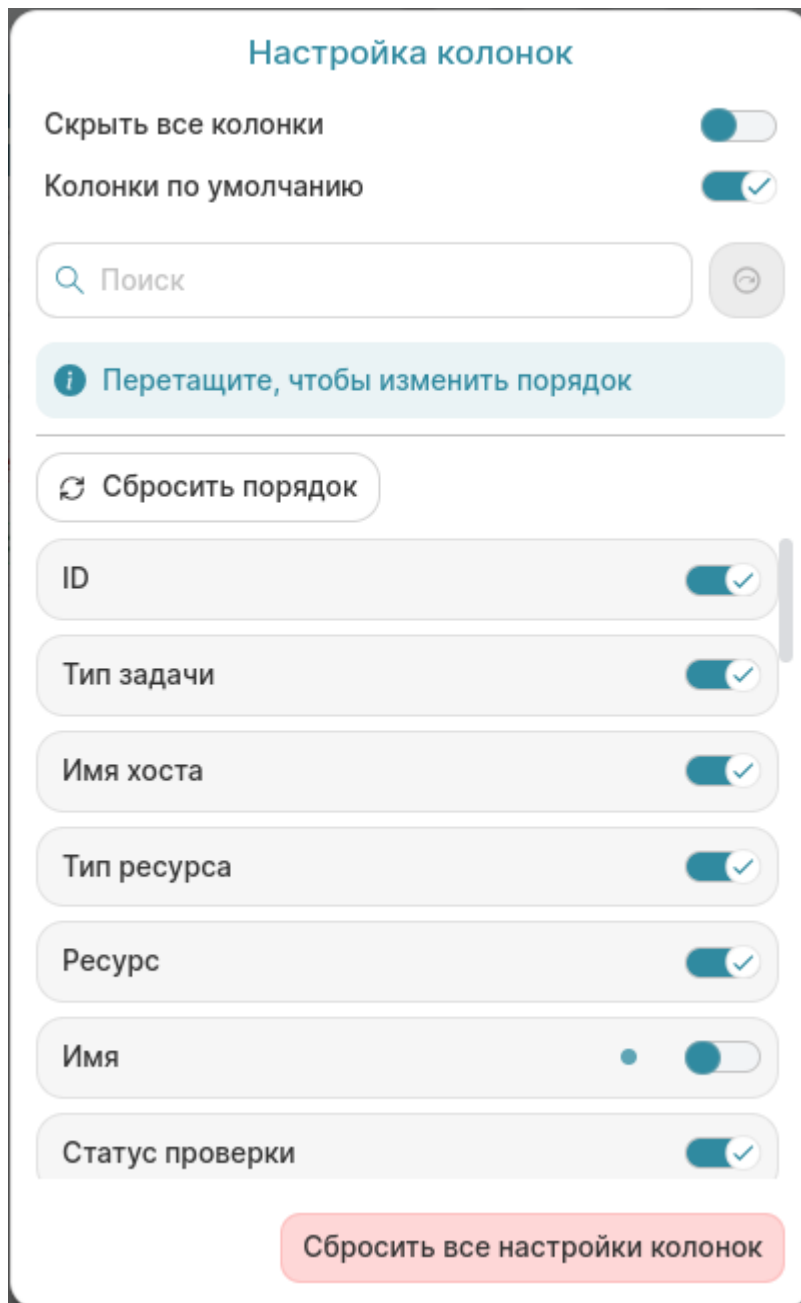 Настройка колонок
Скрыть все колонки
Колонки по умолчанию
Поиск
Перетащите, чтобы изменить порядок
Сбросить порядок
ID
Тип задачи
Имя хоста
Тип ресурса
Ресурс
Имя
Статус проверки
Сбросить все настройки колонок